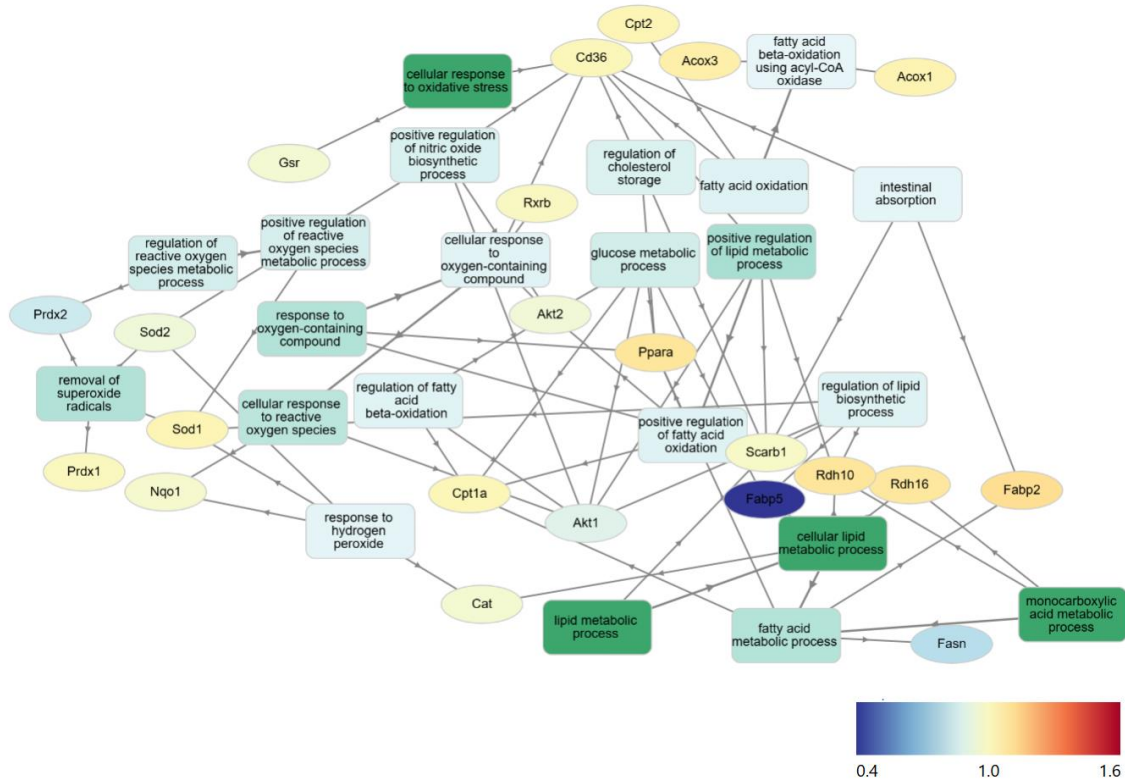 Cpt2
Cd36
Acox3
fatty acid
beta-oxidation
using acyl-CoA
oxidase
Acox1
cellular response
to oxidative stress
Gsr
positive regulation
of nitric oxide
biosynthetic
process
regulation of
cholesterol
storage
fatty acid oxidation
intestinal
absorption
Rxrb
regulation of
reactive oxygen
species metabolic
process
positive regulation
of reactive
oxygen species
metabolic process
cellular response
to
oxygen-containing
compound
glucose metabolic
process
positive regulation
of lipid metabolic
process
Prdx2
Sod2
response to
oxygen-containing
compound
Akt2
Ppara
removal of
superoxide
radicals
Sod1
cellular response
to reactive
oxygen species
regulation of fatty
acid
beta-oxidation
positive regulation
of fatty acid
oxidation
regulation of lipid
biosynthetic
process
Scarb1
Prdx1
Nqo1
Cpt1a
Akt1
Fabp5
Rdh10
Rdh16
Fabp2
response to
hydrogen
peroxide
cellular lipid
metabolic process
Cat
lipid metabolic
process
fatty acid
metabolic process
monocarboxylic
acid metabolic
process
Fasn
0.4
1.0
1.6